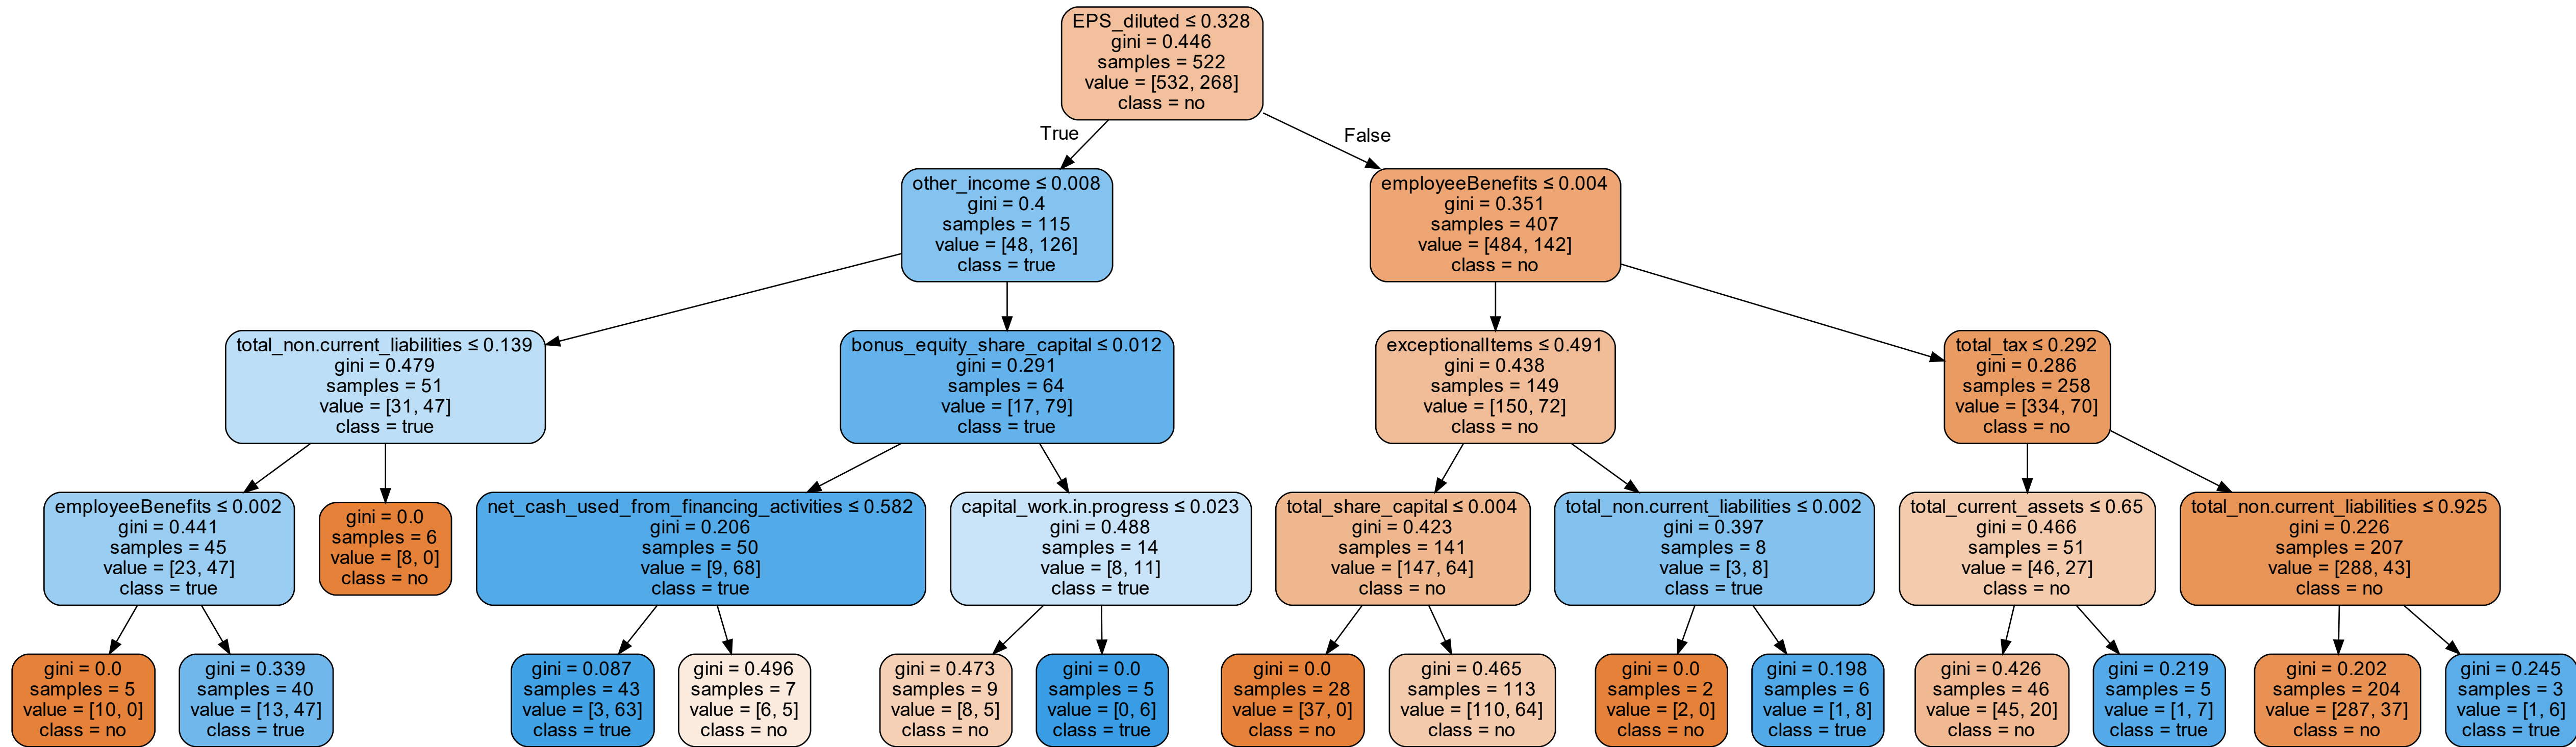 EPS_diluted ≤ 0.328
gini = 0.446
samples = 522
value = [532, 268]
class = no
True
False
other_income ≤ 0.008
gini = 0.4
samples = 115
value = [48, 126]
class = true
employeeBenefits ≤ 0.004
gini = 0.351
samples = 407
value = [484, 142]
class = no
total_non.current_liabilities ≤ 0.139
gini = 0.479
samples = 51
value = [31, 47]
class = true
bonus_equity_share_capital ≤ 0.012
gini = 0.291
samples = 64
value = [17, 79]
class = true
exceptionalItems ≤ 0.491
gini = 0.438
samples = 149
value = [150, 72]
class = no
total_tax ≤ 0.292
gini = 0.286
samples = 258
value = [334, 70]
class = no
employeeBenefits ≤ 0.002
gini = 0.441
samples = 45
value = [23, 47]
class = true
gini = 0.0
samples = 6
value = [8, 0]
class = no
net_cash_used_from_financing_activities ≤ 0.582
gini = 0.206
samples = 50
value = [9, 68]
class = true
capital_work.in.progress ≤ 0.023
gini = 0.488
samples = 14
value = [8, 11]
class = true
total_share_capital ≤ 0.004
gini = 0.423
samples = 141
value = [147, 64]
class = no
total_non.current_liabilities ≤ 0.002
gini = 0.397
samples = 8
value = [3, 8]
class = true
total_current_assets ≤ 0.65
gini = 0.466
samples = 51
value = [46, 27]
class = no
total_non.current_liabilities ≤ 0.925
gini = 0.226
samples = 207
value = [288, 43]
class = no
gini = 0.0
samples = 5
value = [10, 0]
class = no
gini = 0.339
samples = 40
value = [13, 47]
class = true
gini = 0.087
samples = 43
value = [3, 63]
class = true
gini = 0.496
samples = 7
value = [6, 5]
class = no
gini = 0.473
samples = 9
value = [8, 5]
class = no
gini = 0.0
samples = 5
value = [0, 6]
class = true
gini = 0.0
samples = 28
value = [37, 0]
class = no
gini = 0.465
samples = 113
value = [110, 64]
class = no
gini = 0.0
samples = 2
value = [2, 0]
class = no
gini = 0.198
samples = 6
value = [1, 8]
class = true
gini = 0.426
samples = 46
value = [45, 20]
class = no
gini = 0.219
samples = 5
value = [1, 7]
class = true
gini = 0.202
samples = 204
value = [287, 37]
class = no
gini = 0.245
samples = 3
value = [1, 6]
class = true